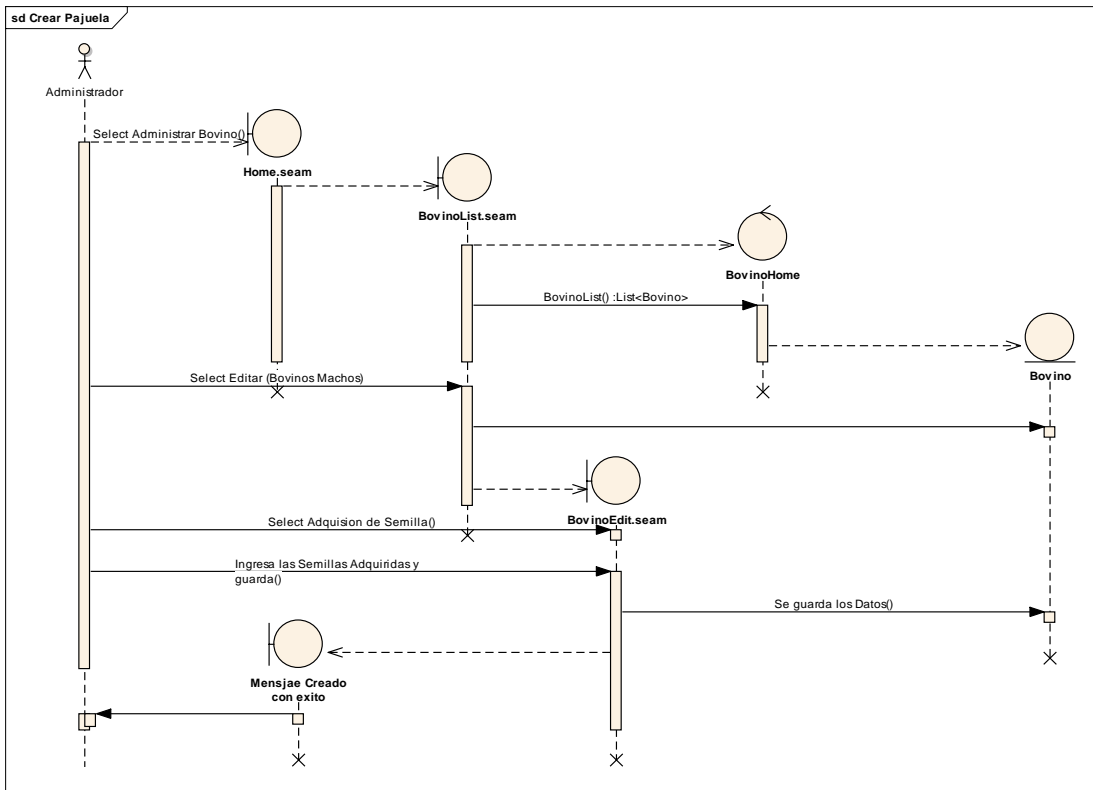 sd Crear Pajuela
Administrador
Select Administrar Bovino()
Home.seam
BovinoList.seam
BovinoHome
BovinoList() :List<Bovino>
Bovino
Select Editar (Bovinos Machos)
BovinoEdit.seam
Select Adquision de Semilla()
Ingresa las Semillas Adquiridas y
guarda()
Se guarda los Datos()
Mensjae Creado
con exito